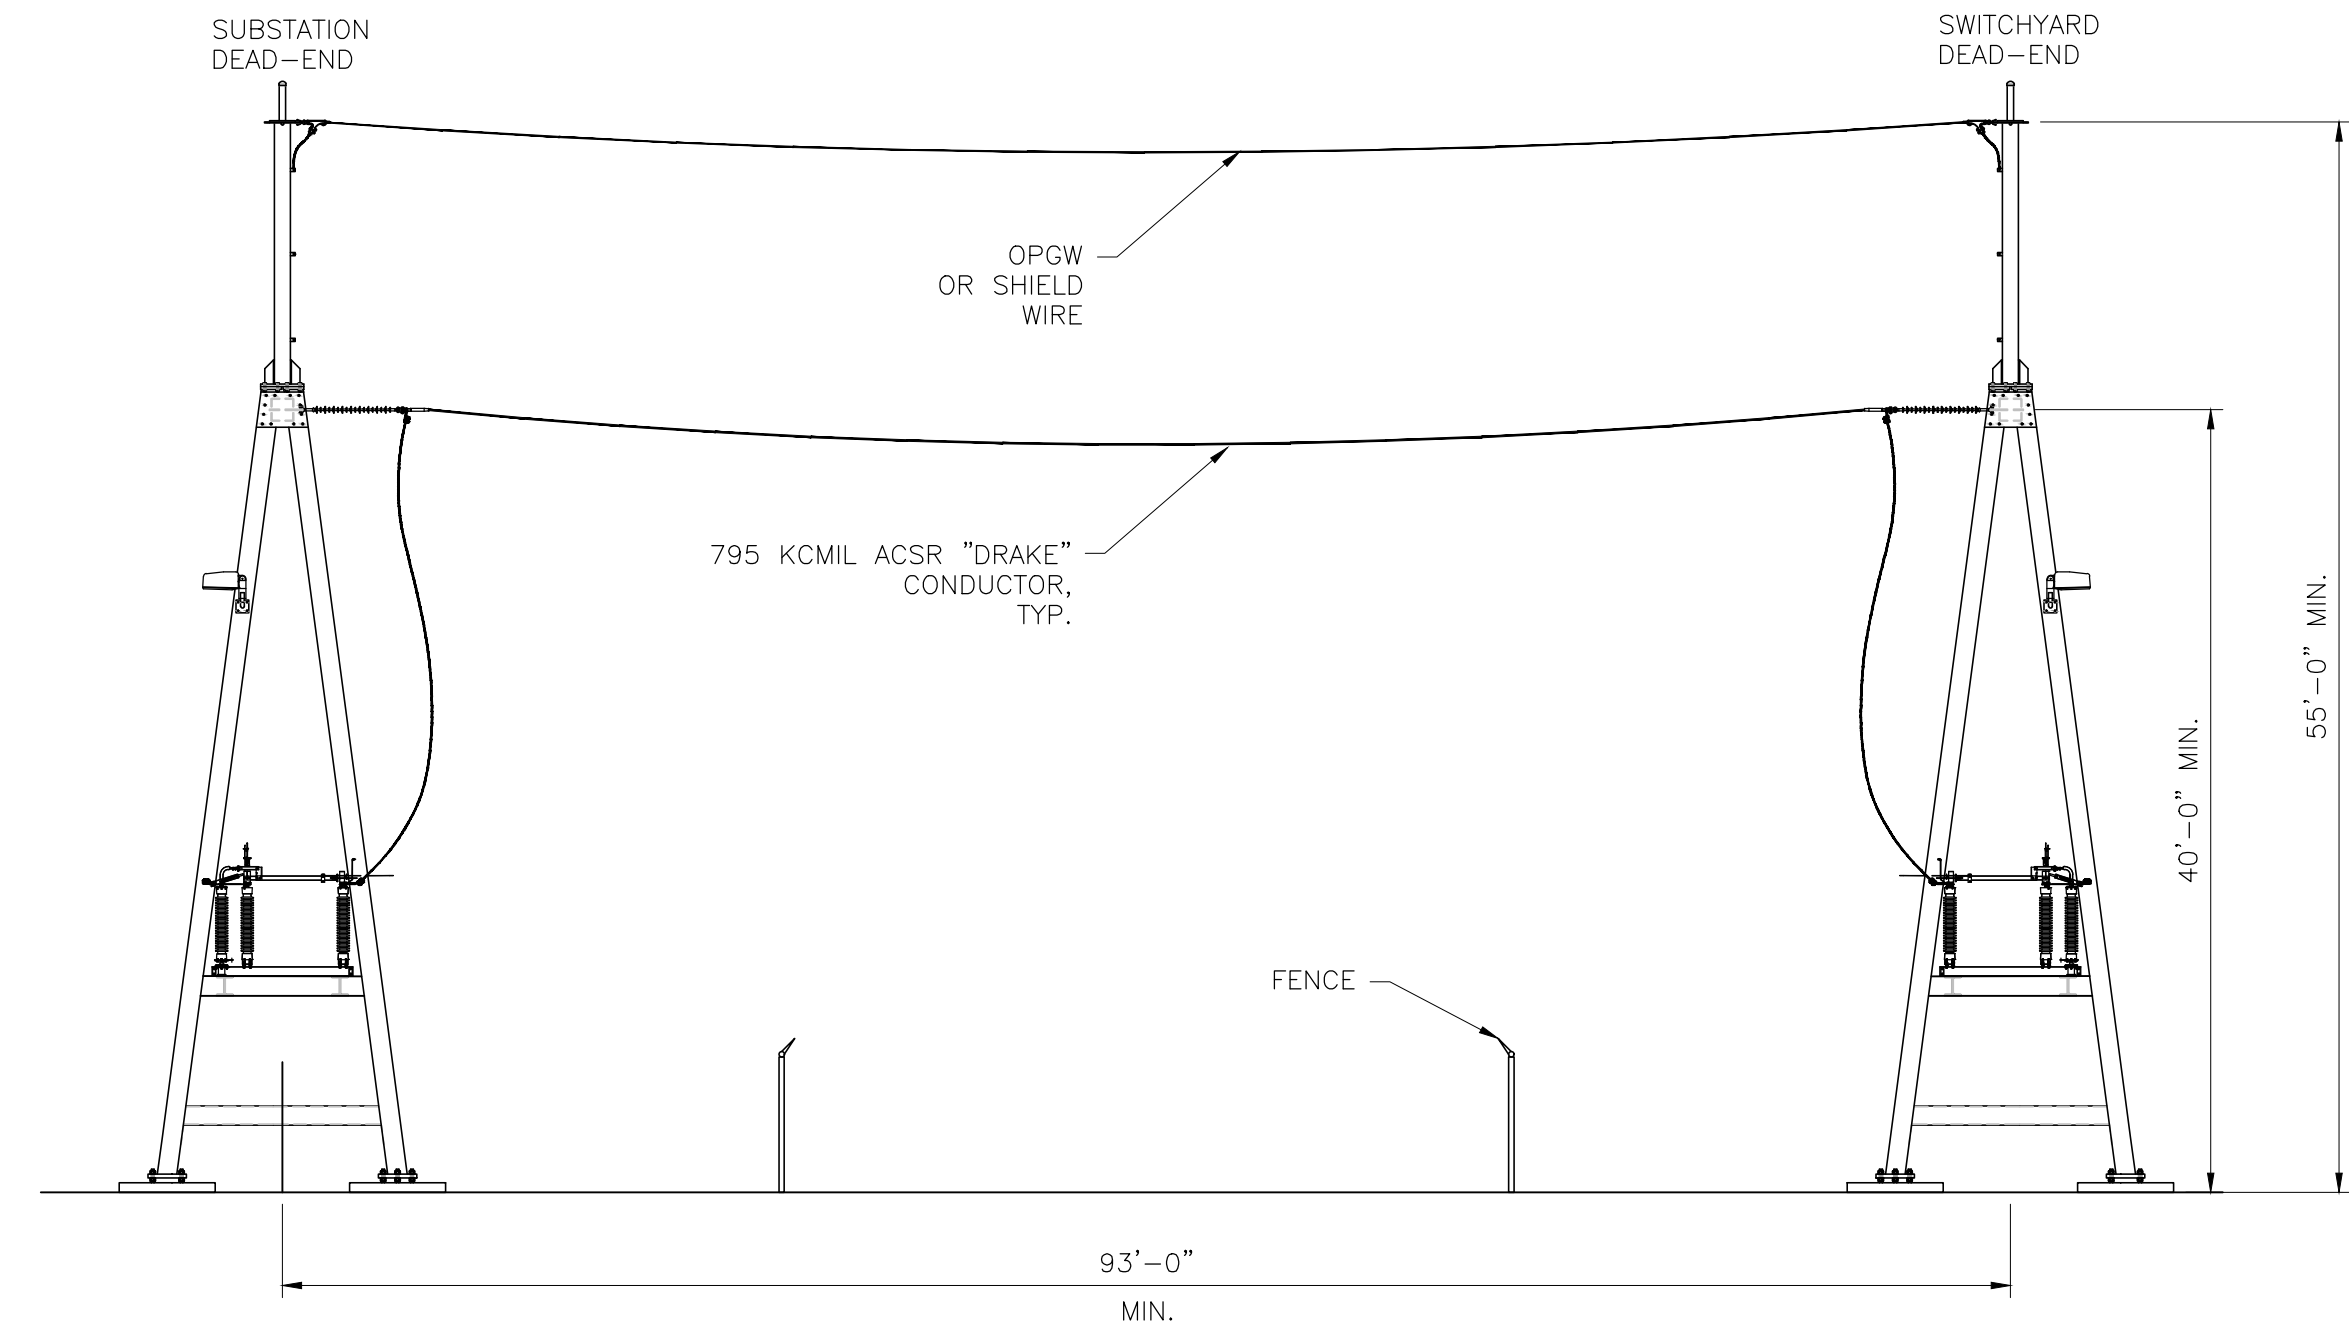 SUBSTATION
DEAD-END
SWITCHYARD
DEAD-END
OPGW
OR SHIELD
WIRE
795 KCMIL ACSR "DRAKE"
CONDUCTOR,
TYP.
55'-0" MIN.
40'-0" MIN.
FENCE
93'-0"
MIN.